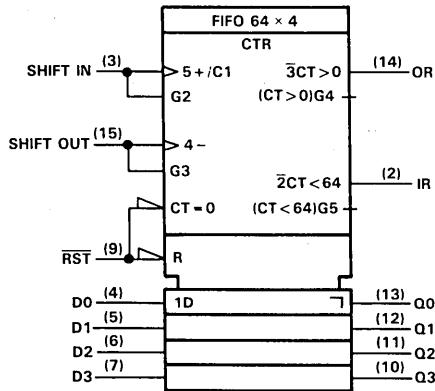 FIFO 64 × 4
CTR
SHIFT IN (3) 5+/C1 3̅CT>0 (14) OR
G2 (CT>0)G4
SHIFT OUT (15) 4−
G3 2̅CT<64 (2) IR
CT=0 (CT<64)G5
R̅S̅T̅ (9) R
D0 (4) 1D ┐ (13) Q0
D1 (5) (12) Q1
D2 (6) (11) Q2
D3 (7) (10) Q3